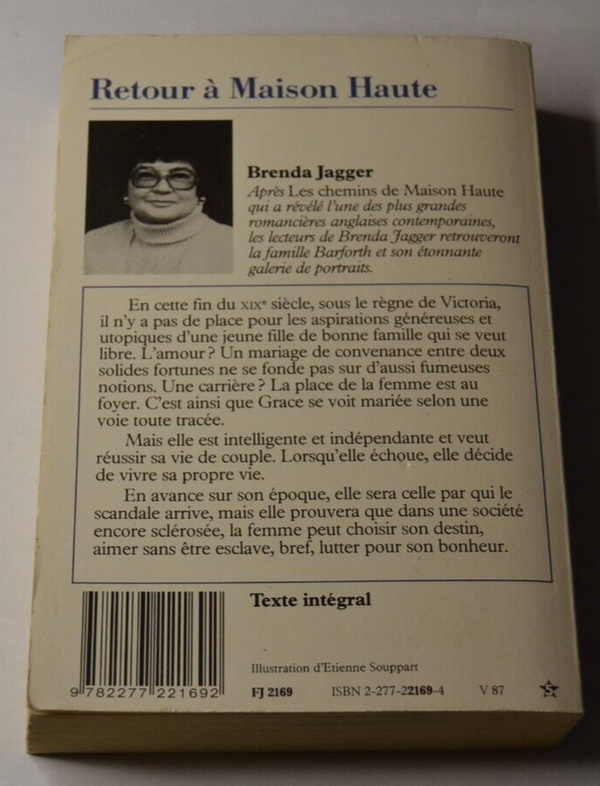 Retour à Maison Haute
Brenda Jagger
Après Les chemins de Maison Haute
qui a révélé l'une des plus grandes
romancières anglaises contemporaines,
les lecteurs de Brenda Jagger retrouveront
la famille Barforth et son étonnante
galerie de portraits.
En cette fin du XIXe siècle, sous le règne de Victoria,
il n'y a pas de place pour les aspirations généreuses et
utopiques d'une jeune fille de bonne famille qui se veut
libre. L'amour ? Un mariage de convenance entre deux
solides fortunes ne se fonde pas sur d'aussi fumeuses
notions. Une carrière ? La place de la femme est au
foyer. C'est ainsi que Grace se voit mariée selon une
voie toute tracée.
Mais elle est intelligente et indépendante et veut
réussir sa vie de couple. Lorsqu'elle échoue, elle décide
de vivre sa propre vie.
En avance sur son époque, elle sera celle par qui le
scandale arrive, mais elle prouvera que dans une société
encore sclérosée, la femme peut choisir son destin,
aimer sans être esclave, bref, lutter pour son bonheur.
Texte intégral
Illustration d'Etienne Souppart
9 782277 221692
FJ 2169 ISBN 2-277-22169-4 V 87 5